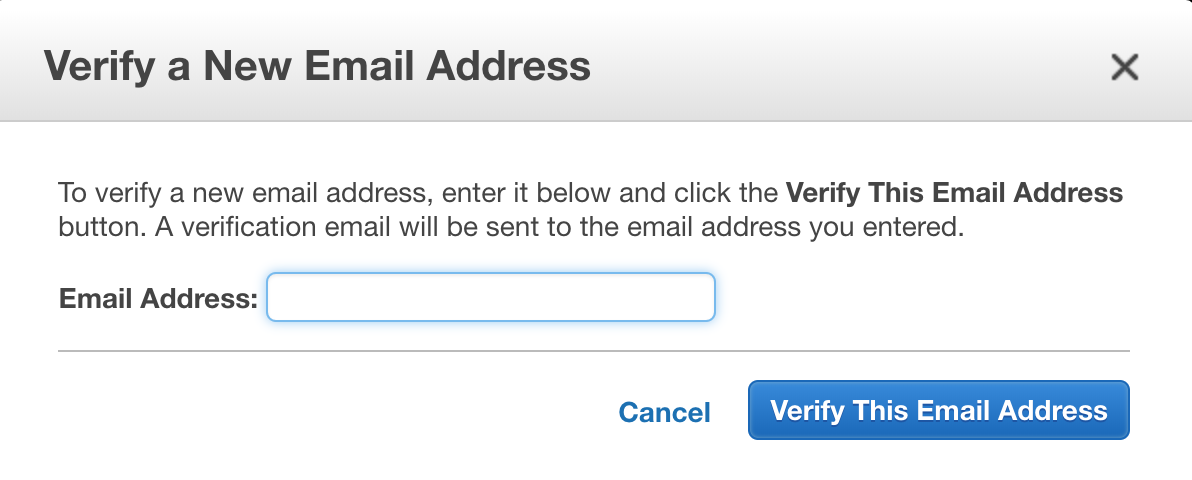 Verify a New Email Address
To verify a new email address, enter it below and click the Verify This Email Address
button. A verification email will be sent to the email address you entered.
Email Address:
Cancel
Verify This Email Address